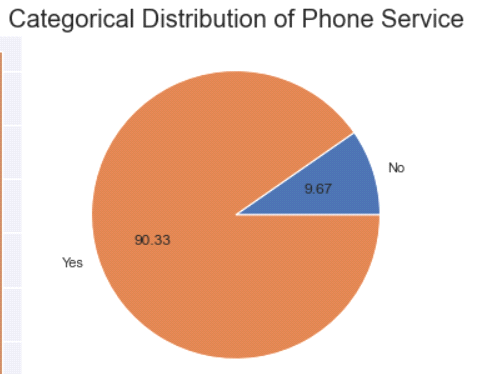 Categorical Distribution of Phone Service
No
9.67
90.33
Yes